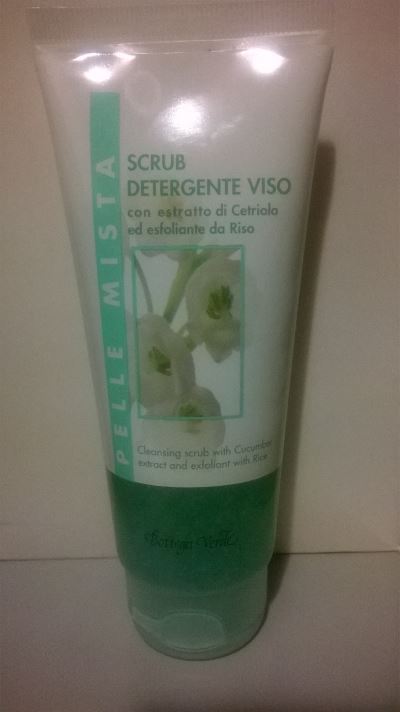 PELLE MISTA
SCRUB
DETERGENTE VISO
con estratto di Cetriolo
ed esfoliante da Riso
Cleansing scrub with Cucumber
extract and exfoliant with Rice
Bottega Verde